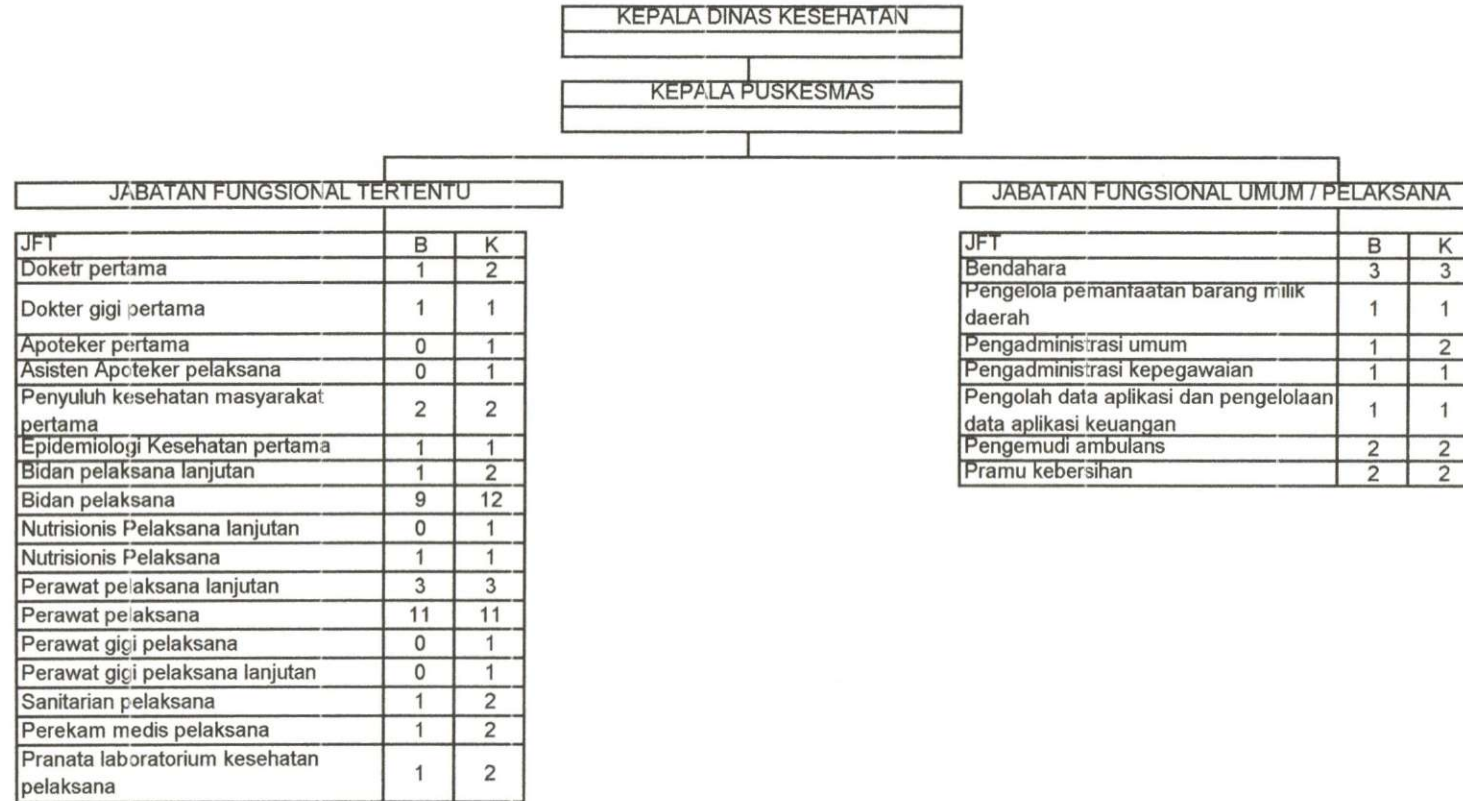 KEPALA DINAS KESEHATAN
KEPALA PUSKESMAS
JABATAN FUNGSIONAL TERTENTU
JFT B K
Doketr pertama 1 2
Dokter gigi pertama 1 1
Apoteker pertama 0 1
Asisten Apoteker pelaksana 0 1
Penyuluh kesehatan masyarakat
pertama 2 2
Epidemiologi Kesehatan pertama 1 1
Bidan pelaksana lanjutan 1 2
Bidan pelaksana 9 12
Nutrisionis Pelaksana lanjutan 0 1
Nutrisionis Pelaksana 1 1
Perawat pelaksana lanjutan 3 3
Perawat pelaksana 11 11
Perawat gigi pelaksana 0 1
Perawat gigi pelaksana lanjutan 0 1
Sanitarian pelaksana 1 2
Perekam medis pelaksana 1 2
Pranata laboratorium kesehatan
pelaksana 1 2
JABATAN FUNGSIONAL UMUM / PELAKSANA
JFT B K
Bendahara 3 3
Pengelola pemanfaatan barang milik
daerah 1 1
Pengadministrasi umum 1 2
Pengadministrasi kepegawaian 1 1
Pengolah data aplikasi dan pengelolaan
data aplikasi keuangan 1 1
Pengemudi ambulans 2 2
Pramu kebersihan 2 2